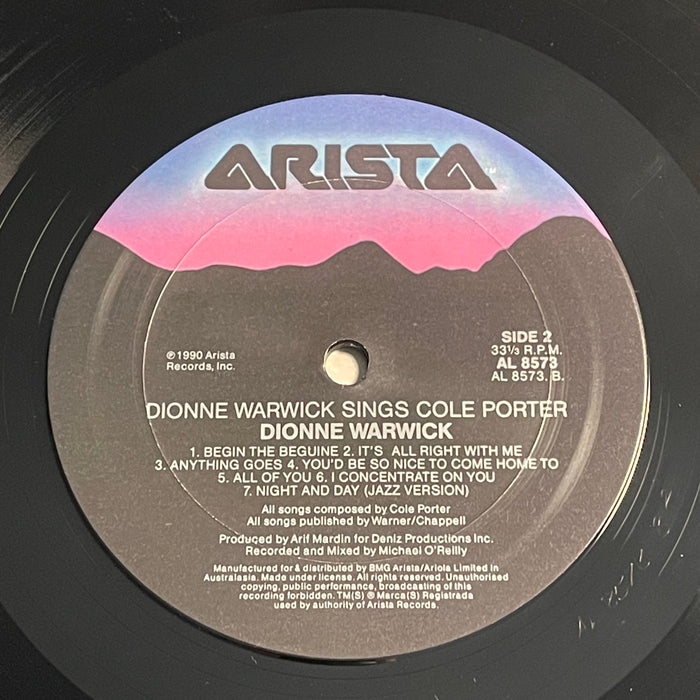 ARISTA
℗ 1990 Arista
Records, Inc.
SIDE 2
33⅓ R.P.M.
AL 8573
AL 8573. B.
DIONNE WARWICK SINGS COLE PORTER
DIONNE WARWICK
1. BEGIN THE BEGUINE 2. IT'S ALL RIGHT WITH ME
3. ANYTHING GOES 4. YOU'D BE SO NICE TO COME HOME TO
5. ALL OF YOU 6. I CONCENTRATE ON YOU
7. NIGHT AND DAY (JAZZ VERSION)
All songs composed by Cole Porter
All songs published by Warner/Chappell
Produced by Arif Mardin for Deniz Productions Inc.
Recorded and Mixed by Michael O'Reilly
Manufactured for & distributed by BMG Arista/Ariola Limited in
Australasia. Made under license. All rights reserved. Unauthorised
copying, public performance, broadcasting of this
recording forbidden. TM(S) ® Marca(S) Registrada
used by authority of Arista Records.